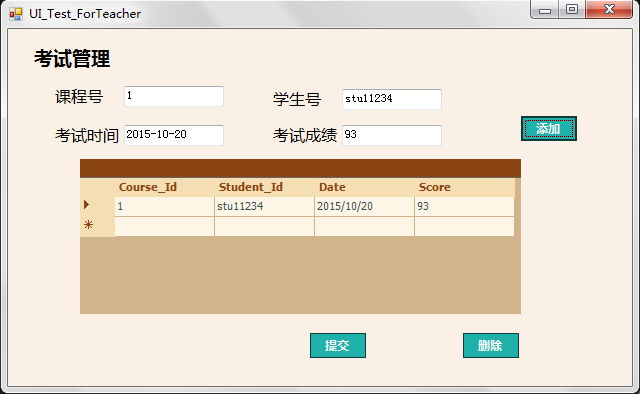 UI_Test_ForTeacher
考试管理
课程号 1 学生号 stu11234
考试时间 2015-10-20 考试成绩 93 添加
Course_Id Student_Id Date Score
1 stu11234 2015/10/20 93
提交 删除